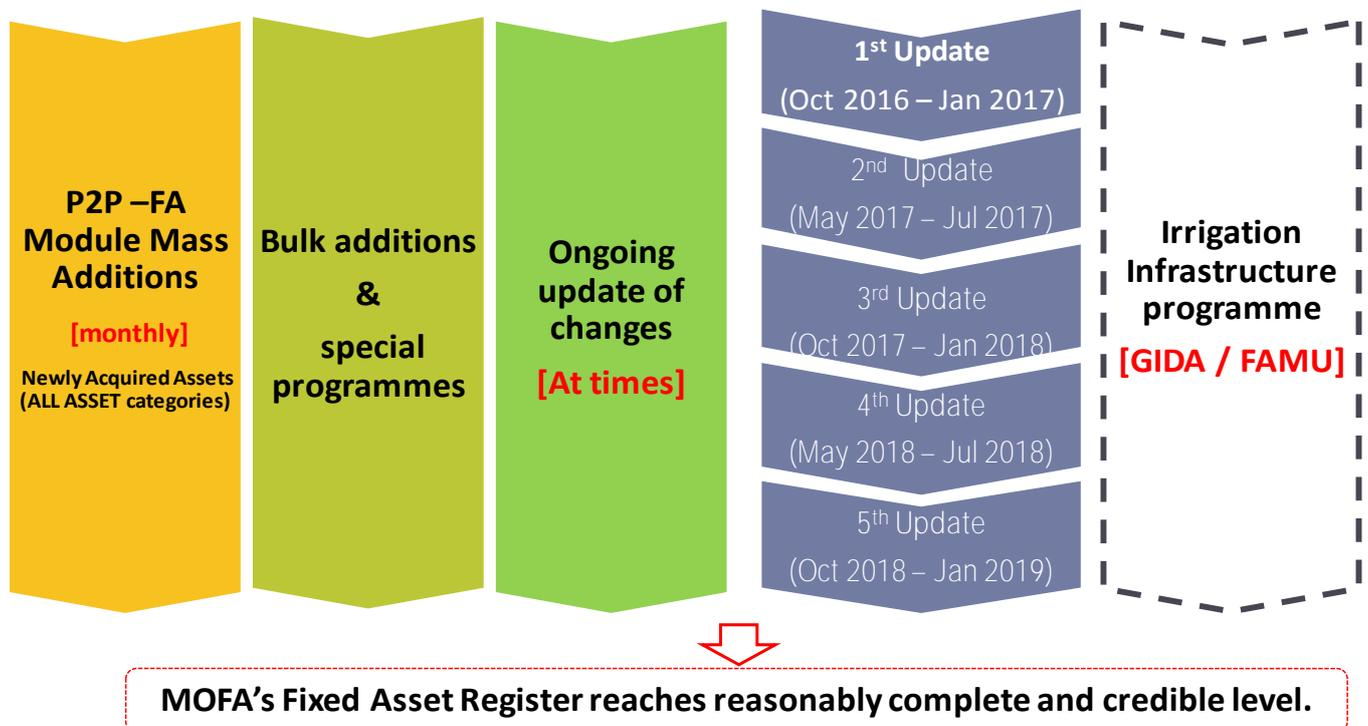 P2P –FA
Module Mass
Additions
[monthly]
Newly Acquired Assets
(ALL ASSET categories)
Bulk additions
&
special
programmes
Ongoing
update of
changes
[At times]
1st Update
(Oct 2016 – Jan 2017)
2nd Update
(May 2017 – Jul 2017)
3rd Update
(Oct 2017 – Jan 2018)
4th Update
(May 2018 – Jul 2018)
5th Update
(Oct 2018 – Jan 2019)
Irrigation
Infrastructure
programme
[GIDA / FAMU]
MOFA’s Fixed Asset Register reaches reasonably complete and credible level.